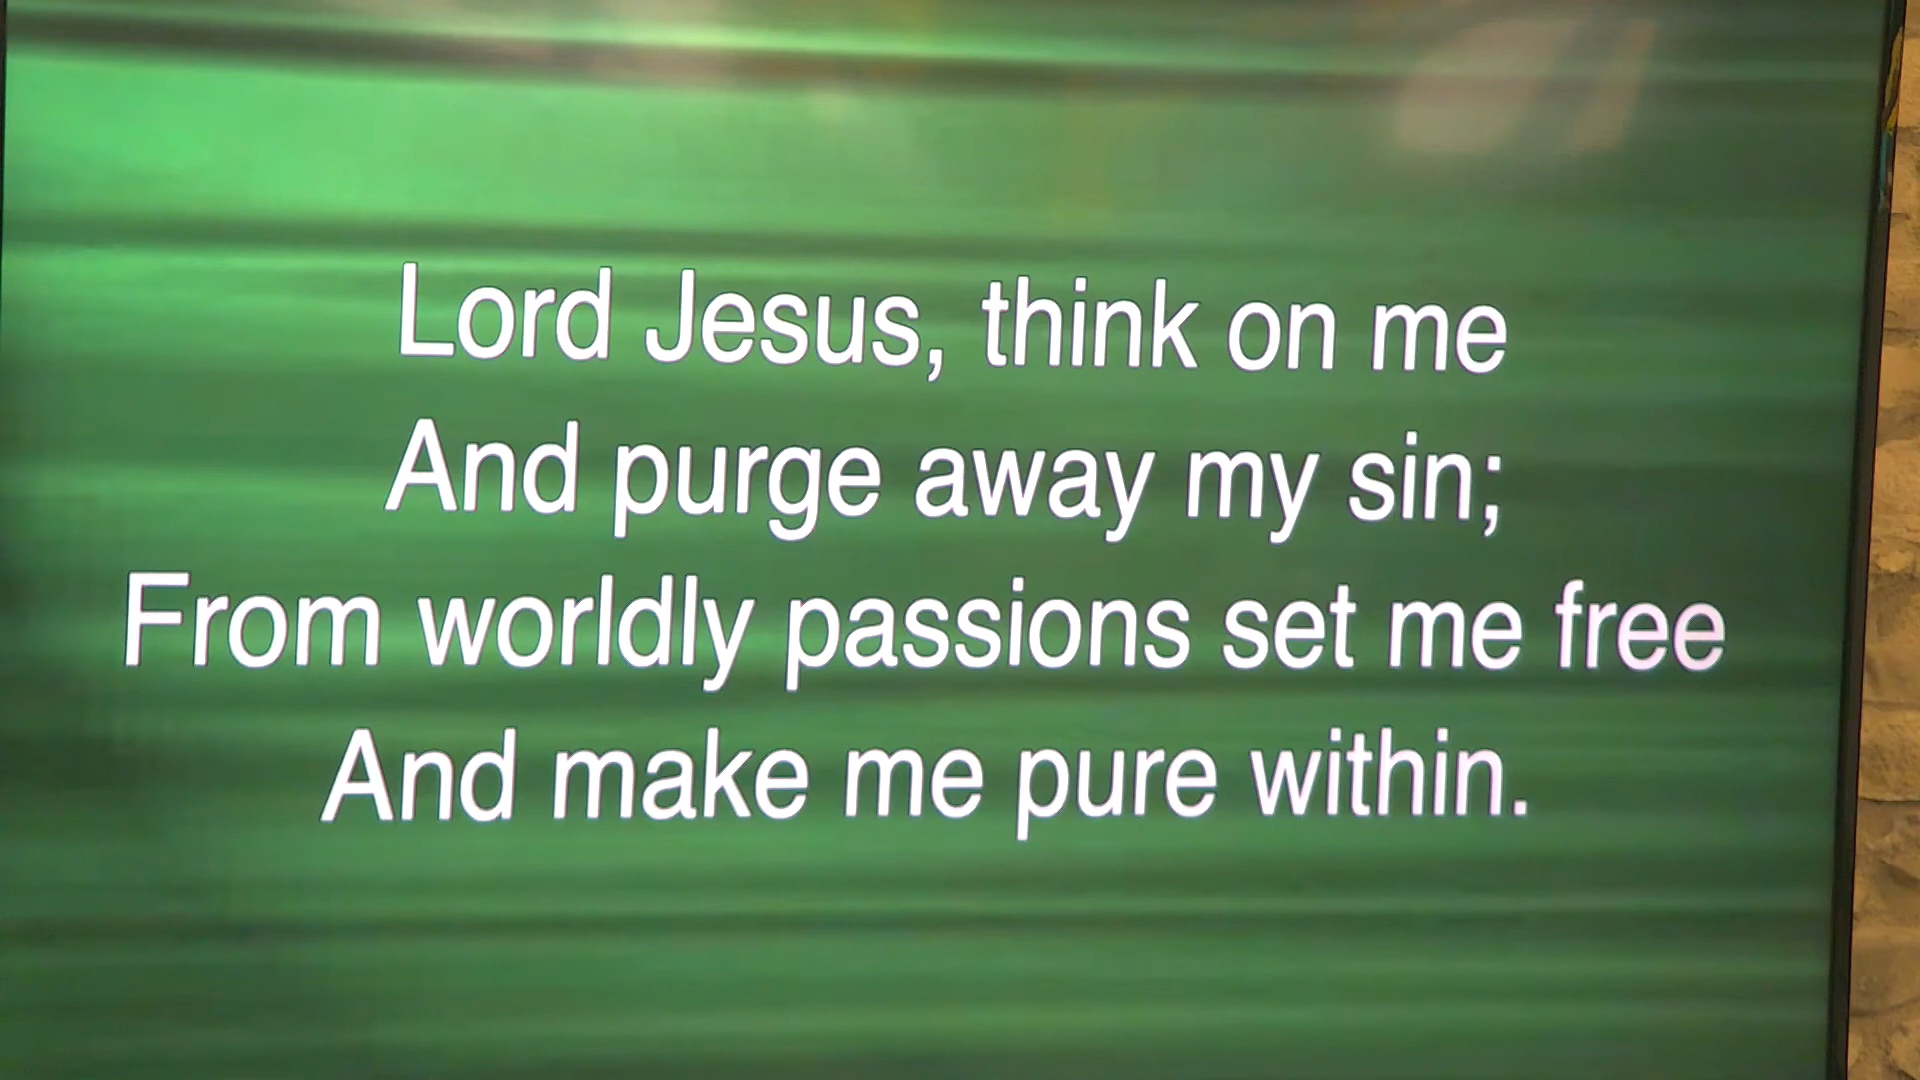 Lord Jesus, think on me
And purge away my sin;
From worldly passions set me free
And make me pure within.